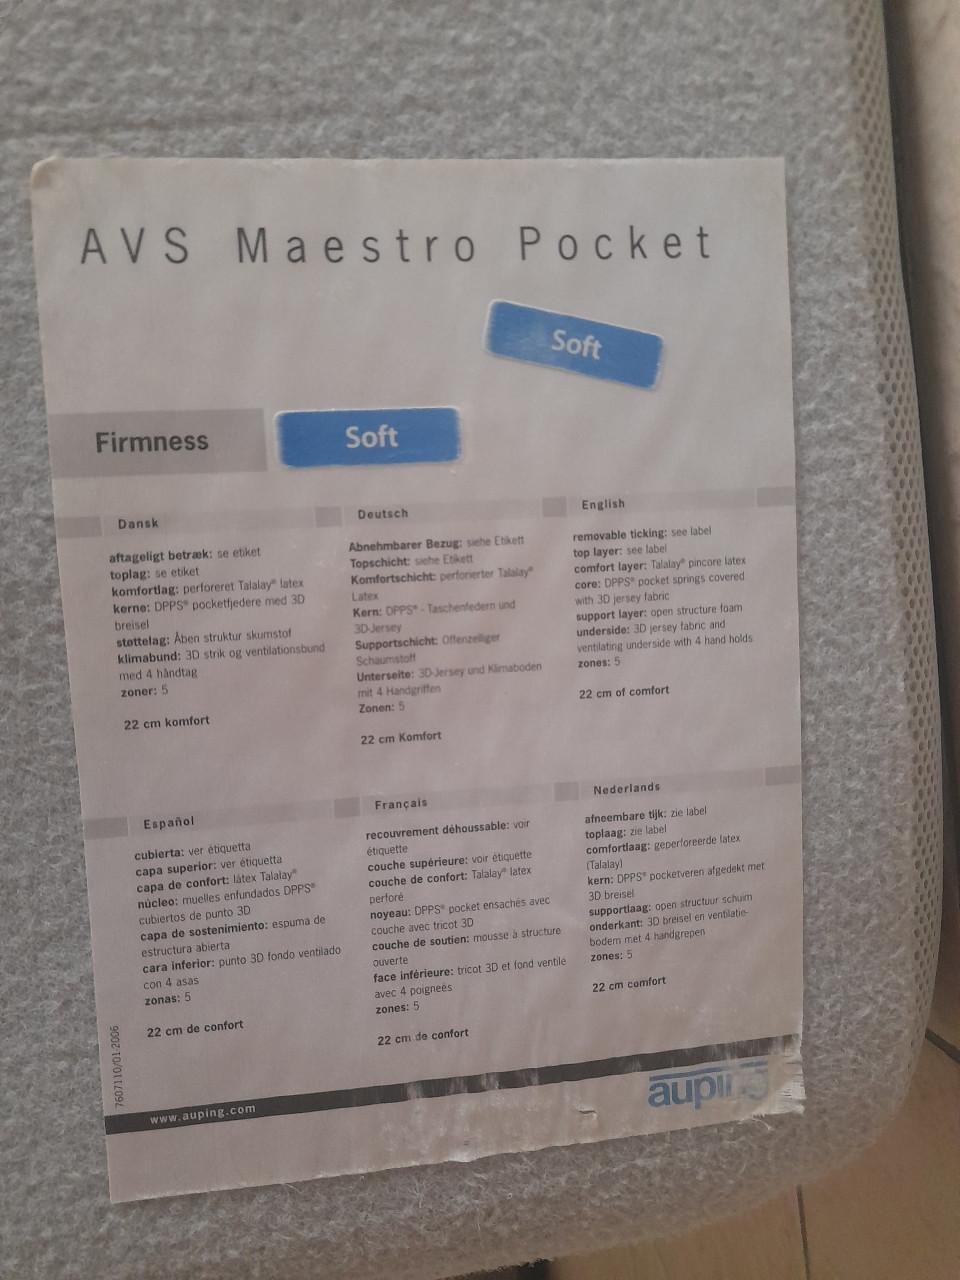 AVS Maestro Pocket
Soft
Firmness
Soft
Dansk
aftageligt betræk: se etiket
toplag: se etiket
komfortlag: perforeret Talalay® latex
kerne: DPPS® pocketfjedere med 3D
breisel
støttelag: Åben struktur skumstof
klimabund: 3D strik og ventilationsbund
med 4 håndtag
zoner: 5
22 cm komfort
Deutsch
Abnehmbarer Bezug: siehe Etikett
Topschicht: siehe Etikett
Komfortschicht: perforierter Talalay®
Latex
Kern: DPPS® - Taschenfedern und
3D-Jersey
Supportschicht: Offenzelliger
Schaumstoff
Unterseite: 3D-Jersey und Klimaboden
mit 4 Handgriffen
Zonen: 5
22 cm Komfort
English
removable ticking: see label
top layer: see label
comfort layer: Talalay® pincore latex
core: DPPS® pocket springs covered
with 3D jersey fabric
support layer: open structure foam
underside: 3D jersey fabric and
ventilating underside with 4 hand holds
zones: 5
22 cm of comfort
Español
cubierta: ver étiquetta
capa superior: ver étiquetta
capa de confort: látex Talalay®
núcleo: muelles enfundados DPPS®
cubiertos de punto 3D
capa de sostenimiento: espuma de
estructura abierta
cara inferior: punto 3D fondo ventilado
con 4 asas
zonas: 5
22 cm de confort
Français
recouvrement déhoussable: voir
étiquette
couche supérieure: voir étiquette
couche de confort: Talalay® latex
perforé
noyeau: DPPS® pocket ensachés avec
couche avec tricot 3D
couche de soutien: mousse à structure
ouverte
face inférieure: tricot 3D et fond ventile
avec 4 poigneés
zones: 5
22 cm de confort
Nederlands
afneembare tijk: zie label
toplaag: zie label
comfortlaag: geperforeerde latex
(Talalay)
kern: DPPS® pocketveren afgedekt met
3D breisel
supportlaag: open structuur schuim
onderkant: 3D breisel en ventilatie-
bodem met 4 handgrepen
zones: 5
22 cm comfort
7607110/01-2006
www.auping.com
auping